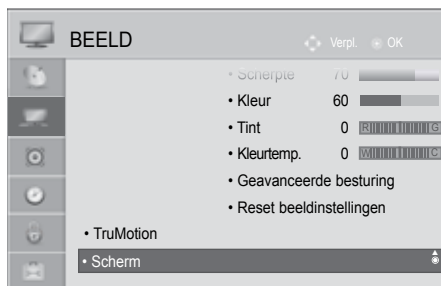 BEELD Verpl. OK
• Scherpte 70
• Kleur 60
• Tint 0 R G
• Kleurtemp. 0 W C
• Geavanceerde besturing
• Reset beeldinstellingen
• TruMotion
• Scherm